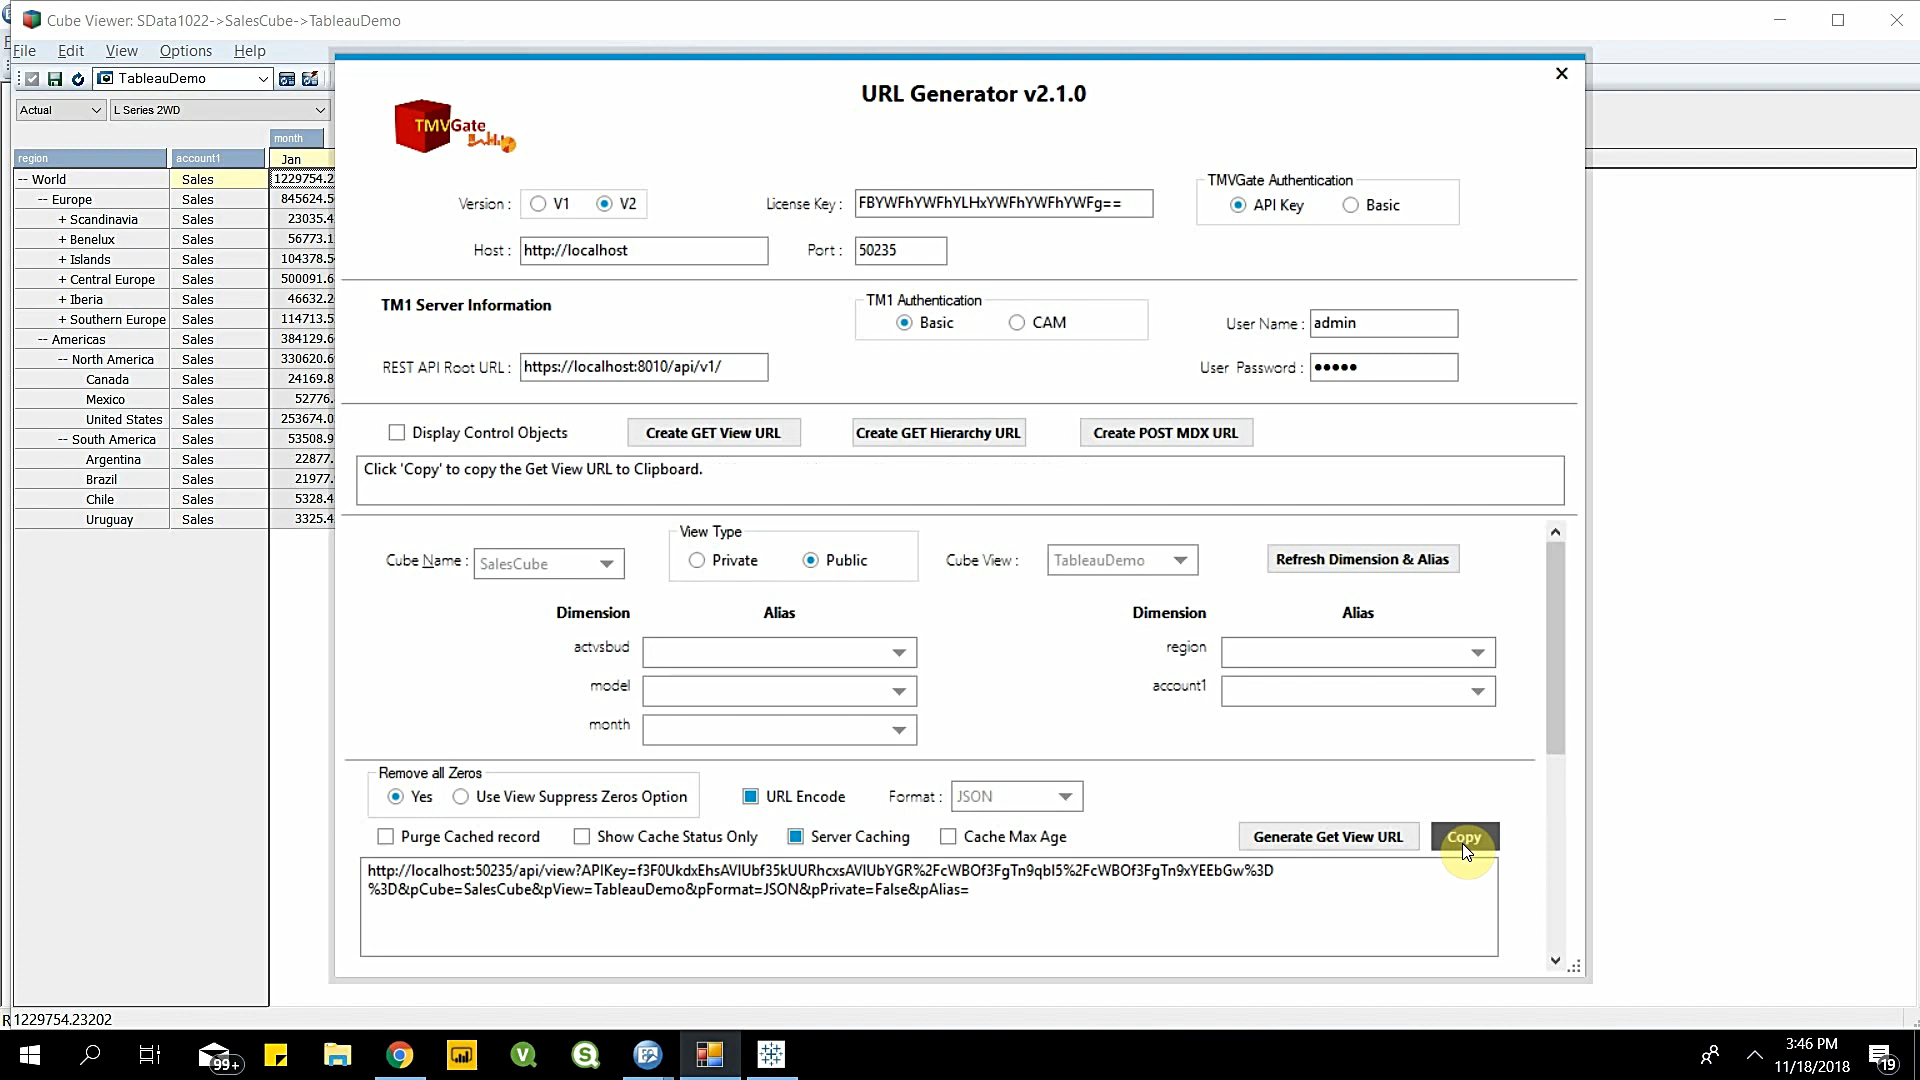 Cube Viewer: SData1022->SalesCube->TableauDemo
File Edit View Options Help
TableauDemo
Actual L Series 2WD
month
region account1 Jan
-- World Sales 1229754.2
-- Europe Sales 845624.5
+ Scandinavia Sales 23035.4
+ Benelux Sales 56773.1
+ Islands Sales 104378.5
+ Central Europe Sales 500091.6
+ Iberia Sales 46632.2
+ Southern Europe Sales 114713.5
-- Americas Sales 384129.6
-- North America Sales 330620.6
Canada Sales 24169.8
Mexico Sales 52776.
United States Sales 253674.0
-- South America Sales 53508.9
Argentina Sales 22877.
Brazil Sales 21977.
Chile Sales 5328.4
Uruguay Sales 3325.4
R1229754.23202
URL Generator v2.1.0
TMVGate
Version : V1 V2
License Key : FBYWFhYWFhYLHxYWFhYWFhYWFg==
TMVGate Authentication
API Key Basic
Host : http://localhost
Port : 50235
TM1 Server Information
TM1 Authentication
Basic CAM
User Name : admin
REST API Root URL : https://localhost:8010/api/v1/
User Password : •••••
Display Control Objects
Create GET View URL
Create GET Hierarchy URL
Create POST MDX URL
Click 'Copy' to copy the Get View URL to Clipboard.
Cube Name : SalesCube
View Type
Private Public
Cube View : TableauDemo
Refresh Dimension & Alias
Dimension Alias Dimension Alias
actvsbud region
model account1
month
Remove all Zeros
Yes Use View Suppress Zeros Option
URL Encode
Format : JSON
Purge Cached record Show Cache Status Only Server Caching Cache Max Age
Generate Get View URL Copy
http://localhost:50235/api/view?APIKey=f3F0UkdxEhsAVIUbf35kUURhcxsAVIUbYGR%2FcWBOf3FgTn9qbI5%2FcWBOf3FgTn9xYEEbGw%3D
%3D&pCube=SalesCube&pView=TableauDemo&pFormat=JSON&pPrivate=False&pAlias=
99+
3:46 PM
11/18/2018
19